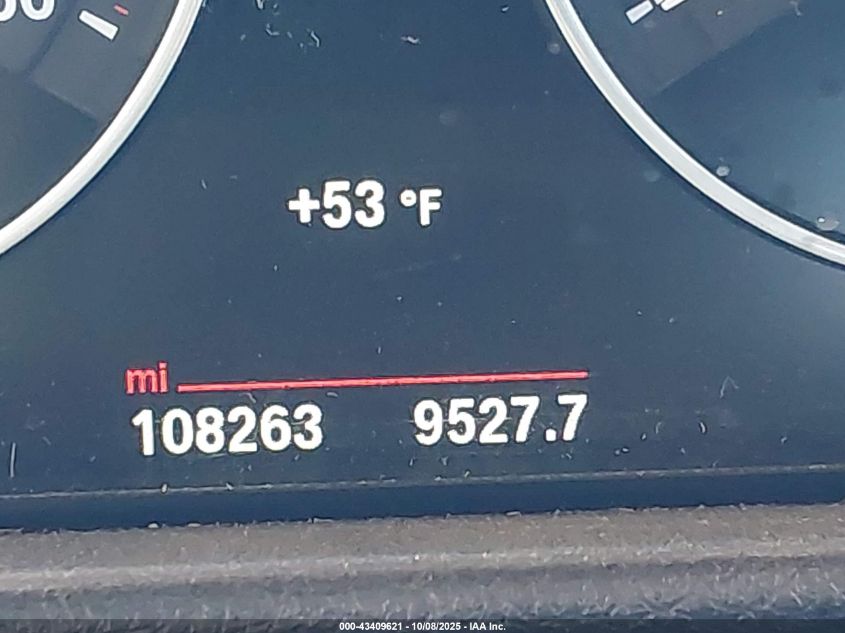 +53 °F
mi
108263 9527.7
000-43409621 - 10/08/2025 - IAA Inc.